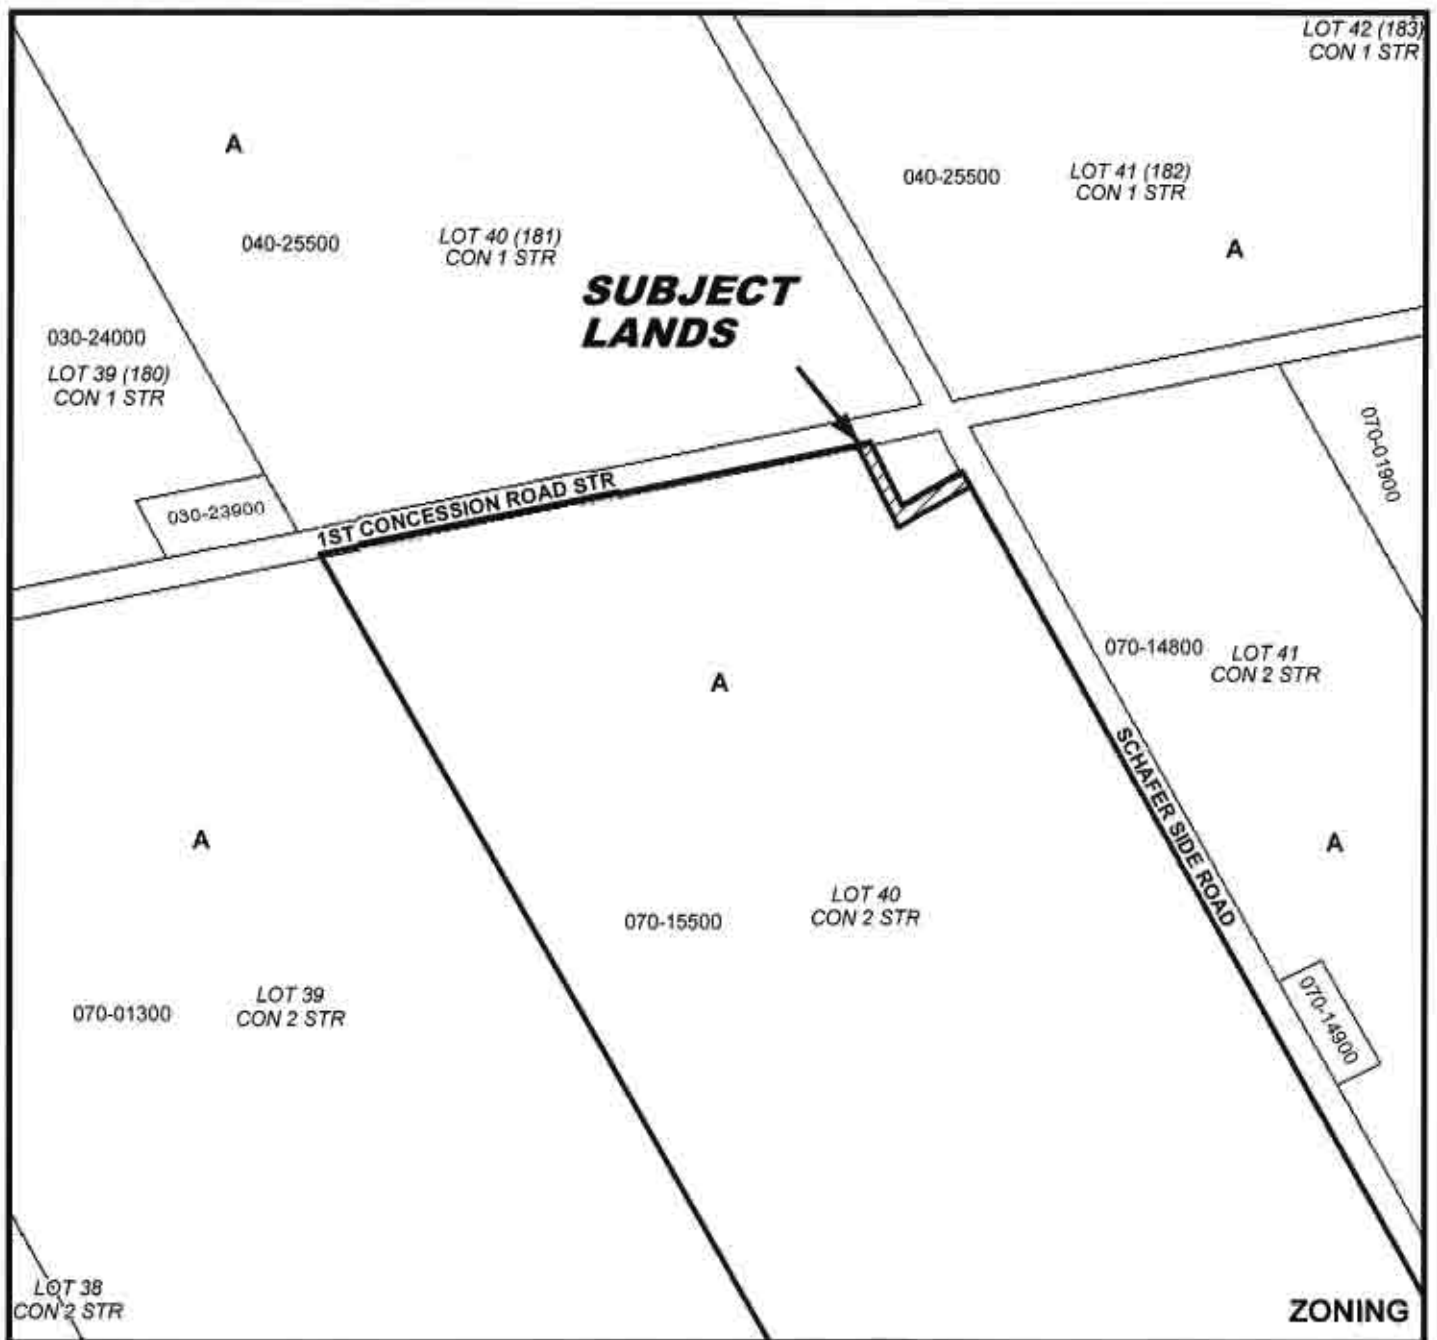 LOT 42 (183)
CON 1 STR
A
040-25500
LOT 41 (182)
CON 1 STR
040-25500
LOT 40 (181)
CON 1 STR
A
SUBJECT
LANDS
030-24000
LOT 39 (180)
CON 1 STR
070-01900
030-23900
1ST CONCESSION ROAD STR
070-14800
LOT 41
CON 2 STR
A
SCHAFER SIDE ROAD
A
A
LOT 40
CON 2 STR
070-15500
LOT 39
CON 2 STR
070-01300
070-14900
LOT 38
CON 2 STR
ZONING